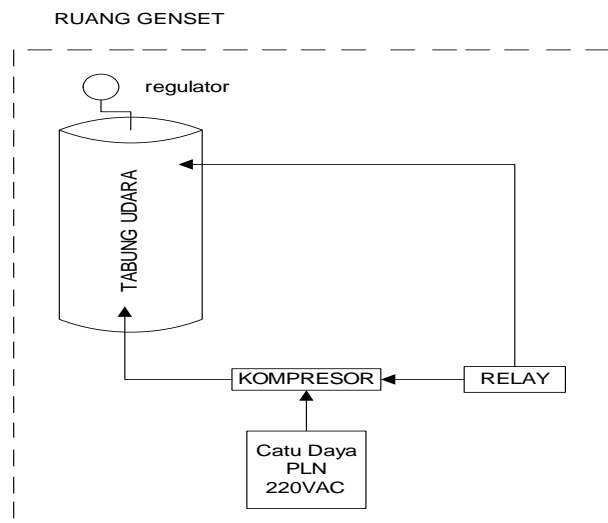 RUANG GENSET
regulator
TABUNG UDARA
KOMPRESOR
RELAY
Catu Daya
PLN
220VAC